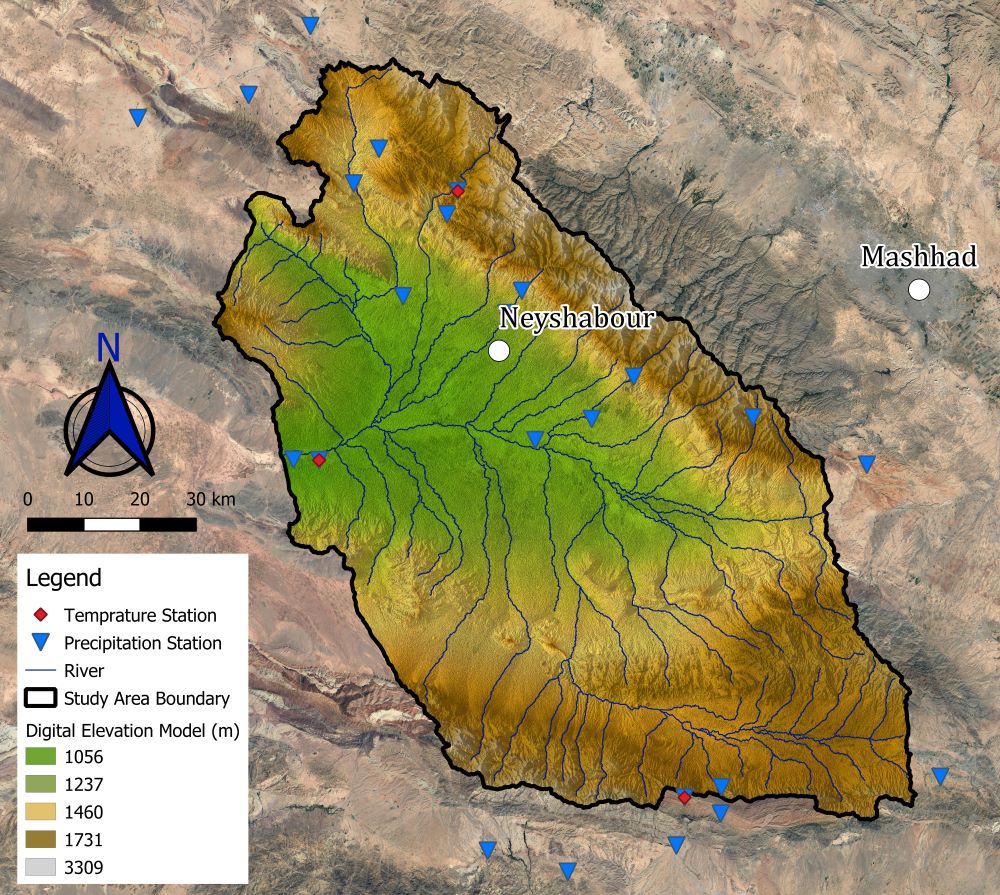 Mashhad
Neyshabour
N
0 10 20 30 km
Legend
Temprature Station
Precipitation Station
River
Study Area Boundary
Digital Elevation Model (m)
1056
1237
1460
1731
3309